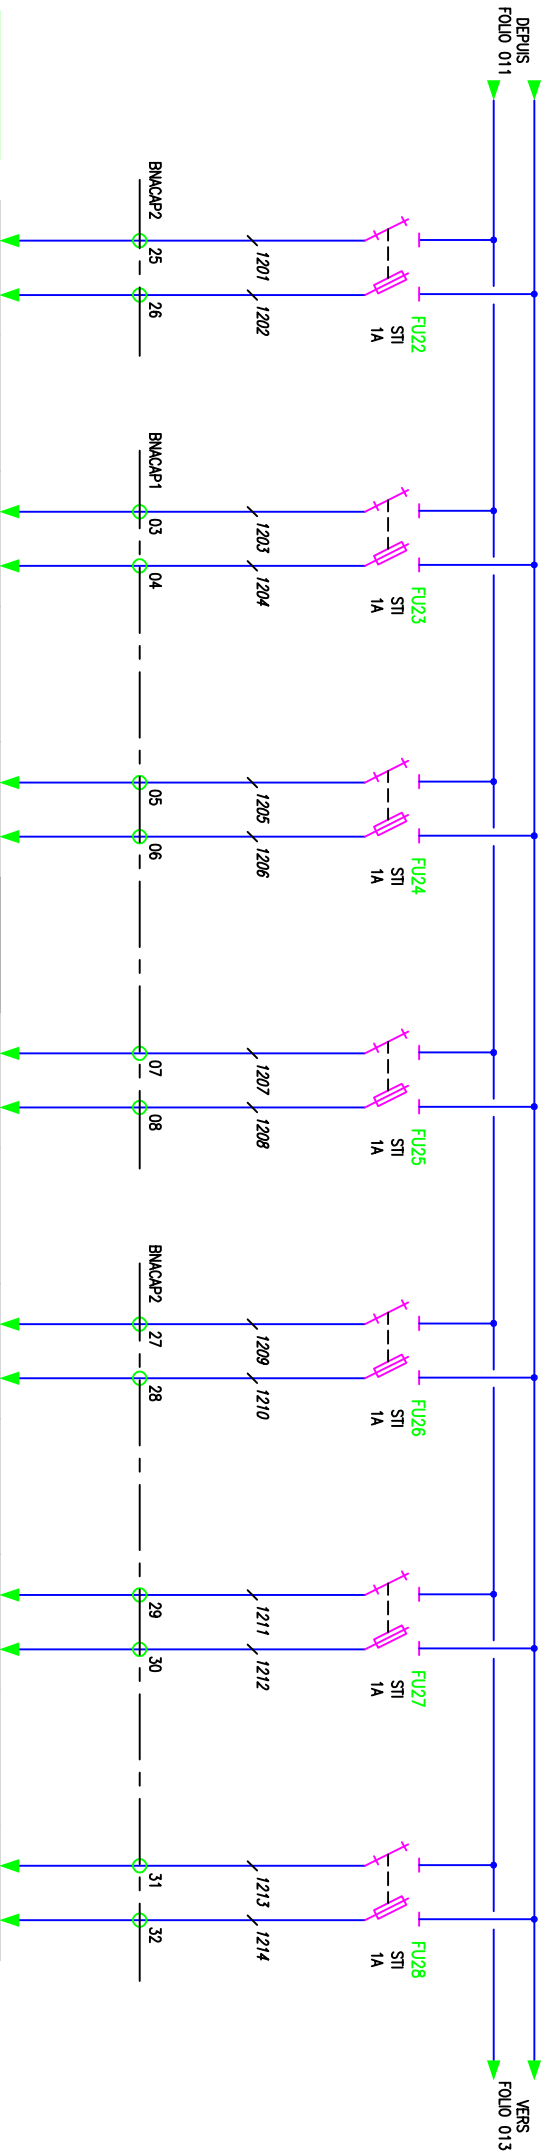 DEPUIS
FOLIO 011
VERS
FOLIO 013
FU22
STI
1A
FU23
STI
1A
FU24
STI
1A
FU25
STI
1A
FU26
STI
1A
FU27
STI
1A
FU28
STI
1A
1201 1202 1203 1204 1205 1206 1207 1208 1209 1210 1211 1212 1213 1214
BNACAP2 25 26 BNACAP1 03 04 05 06 07 08 BNACAP2 27 28 29 30 31 32